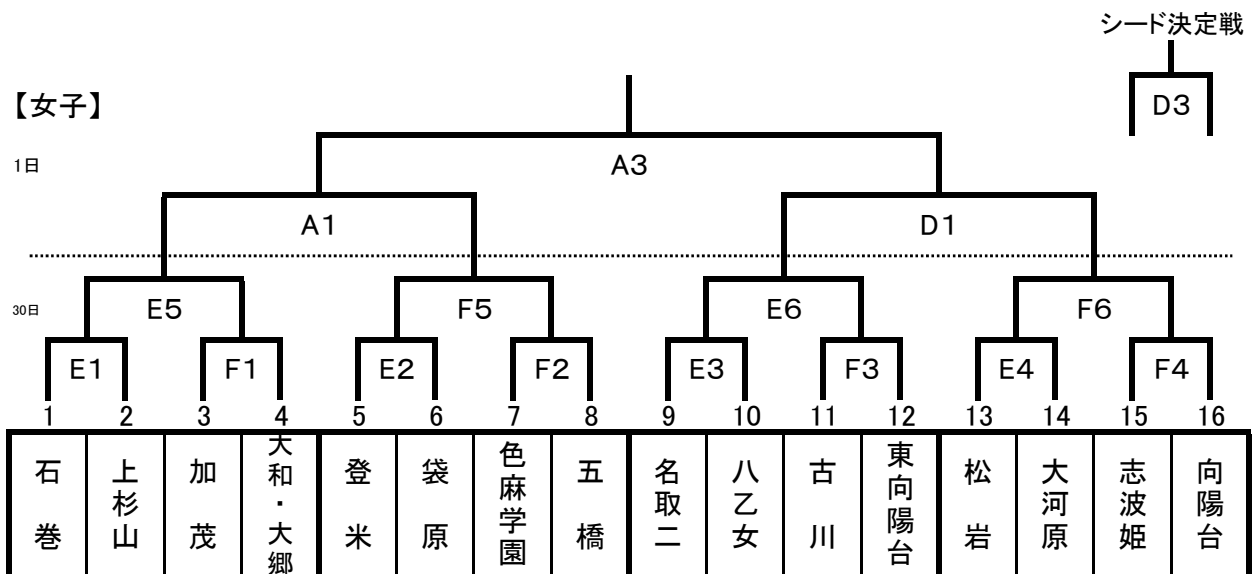 シード決定戦
【女子】
D3
1日
A3
A1
D1
30日
E5
F5
E6
F6
E1
F1
E2
F2
E3
F3
E4
F4
1
2
3
4
5
6
7
8
9
10
11
12
13
14
15
16
石巻
上杉山
加茂
大和・大郷
登米
袋原
色麻学園
五橋
名取二
八乙女
古川
東向陽台
松岩
大河原
志波姫
向陽台